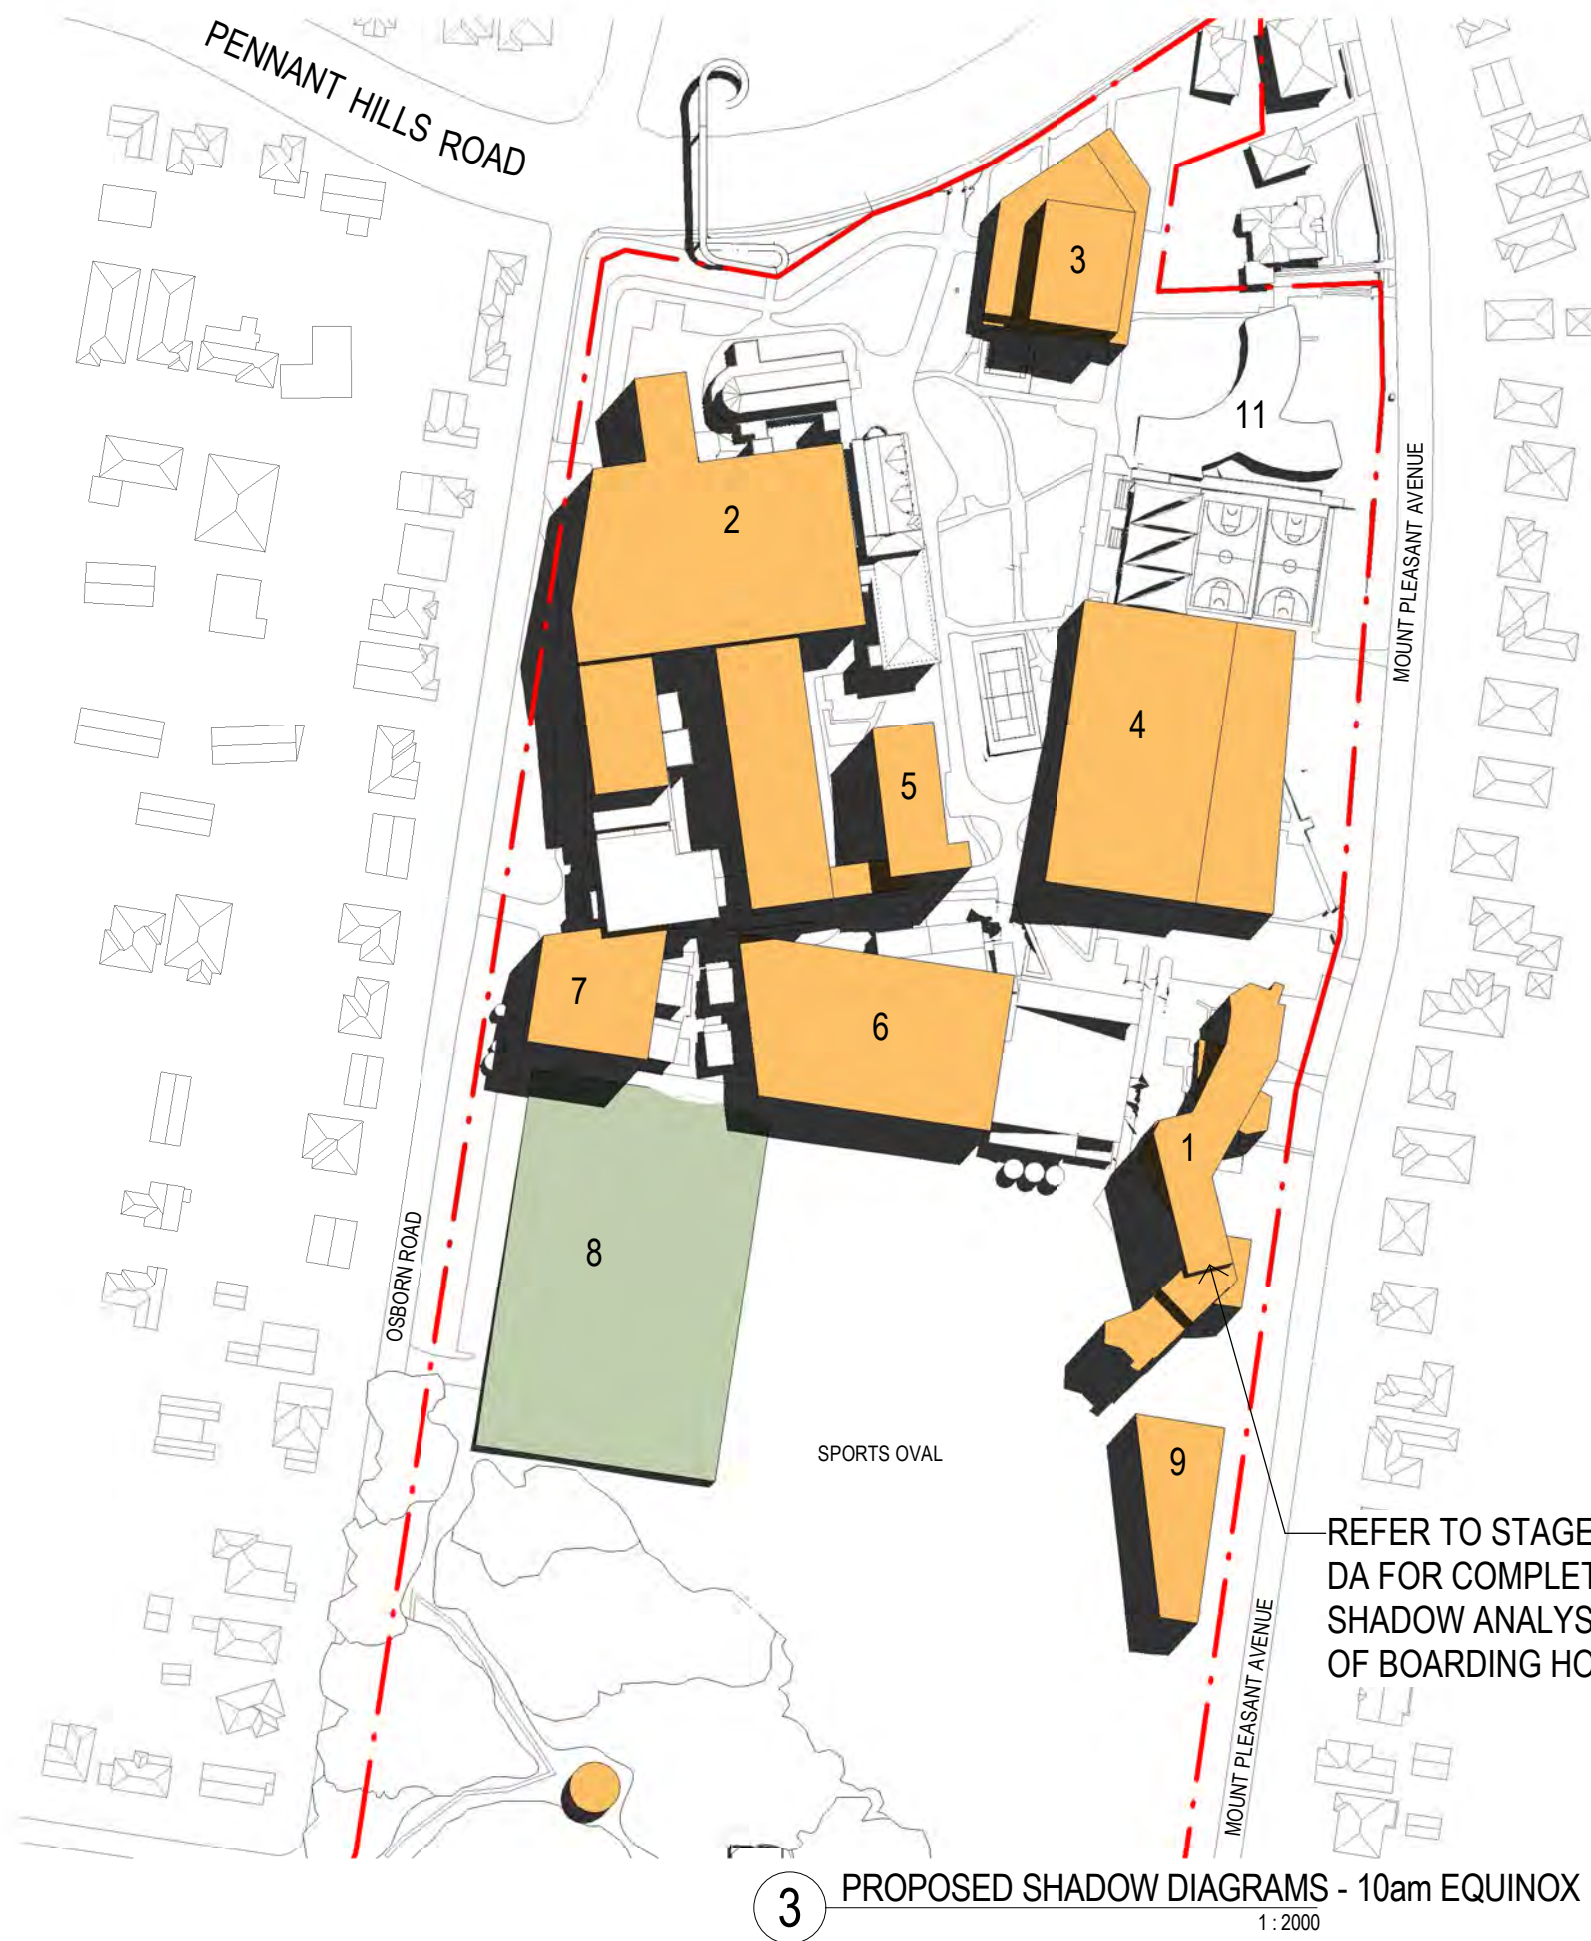 PENNANT HILLS ROAD
3
11
2
MOUNT PLEASANT AVENUE
4
5
7
6
1
8
OSBORN ROAD
SPORTS OVAL
9
REFER TO STAGE
DA FOR COMPLET
SHADOW ANALYS
OF BOARDING HO
MOUNT PLEASANT AVENUE
3 PROPOSED SHADOW DIAGRAMS - 10am EQUINOX
1 : 2000